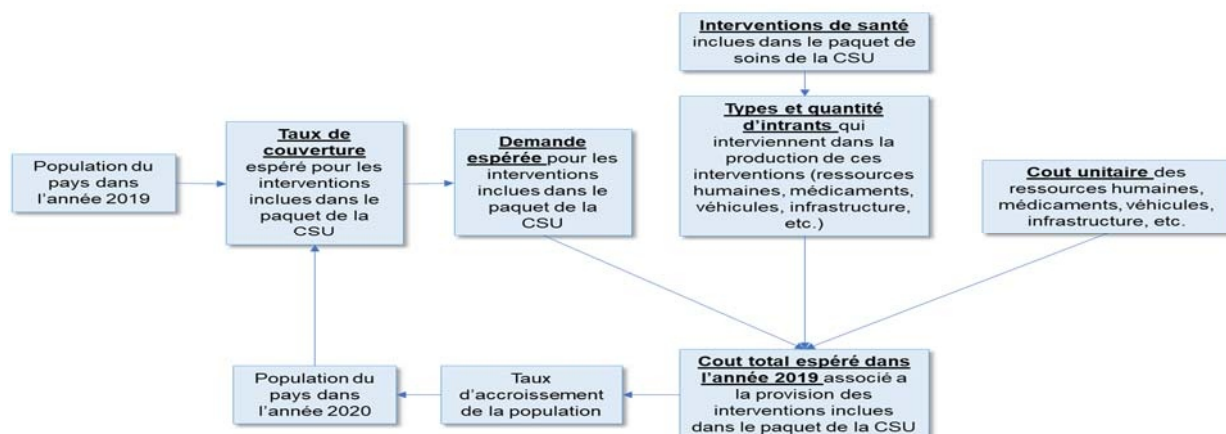 Interventions de santé
inclues dans le paquet de
soins de la CSU
Types et quantité
d'intrants qui
interviennent dans la
production de ces
interventions (ressources
humaines, médicaments,
véhicules, infrastructure,
etc.)
Taux de
couverture
espéré pour les
interventions
inclues dans le
paquet de la
CSU
Demande
espérée pour les
interventions
inclues dans le
paquet de la
CSU
Population du
pays dans
l'année 2019
Cout unitaire des
ressources humaines,
médicaments, véhicules,
infrastructure, etc.
Cout total espéré dans
l'année 2019 associé a
la provision des
interventions inclues
dans le paquet de la CSU
Taux
d'accroissement
de la population
Population du
pays dans
l'année 2020